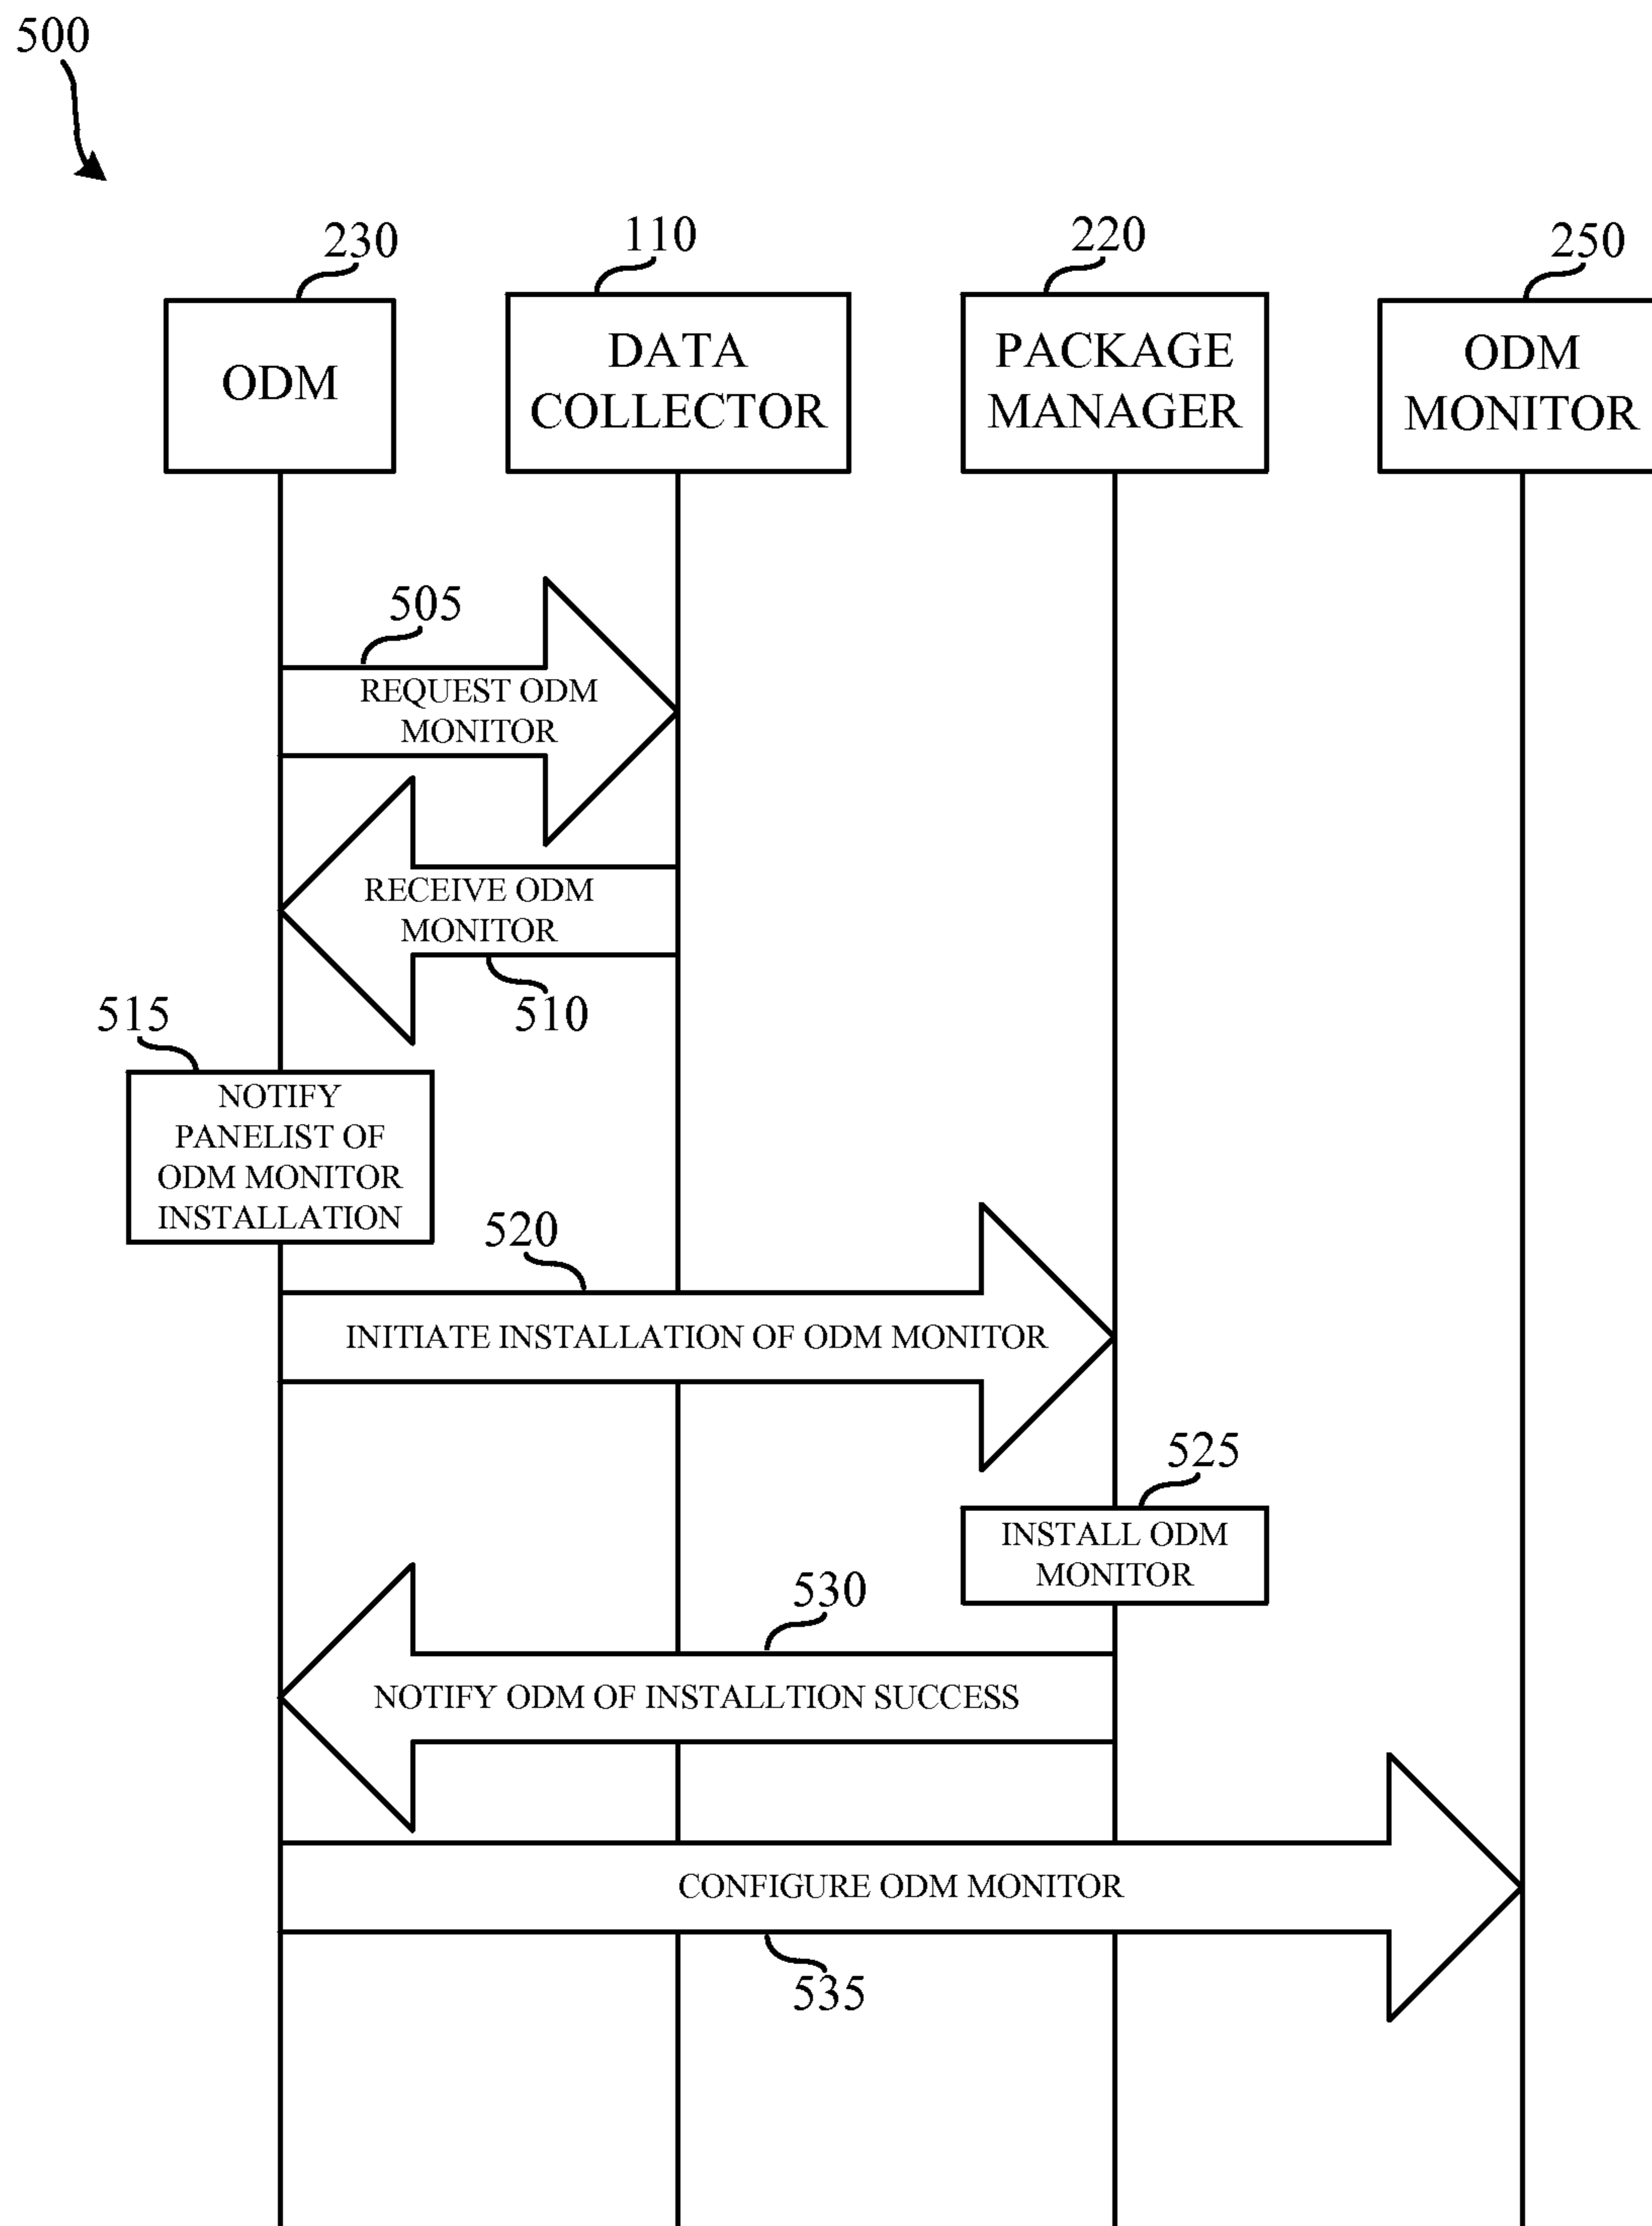 500
230
110
220
250
ODM
DATA
COLLECTOR
PACKAGE
MANAGER
ODM
MONITOR
505
REQUEST ODM
MONITOR
RECEIVE ODM
MONITOR
510
515
NOTIFY
PANELIST OF
ODM MONITOR
INSTALLATION
520
INITIATE INSTALLATION OF ODM MONITOR
525
INSTALL ODM
MONITOR
530
NOTIFY ODM OF INSTALLTION SUCCESS
CONFIGURE ODM MONITOR
535